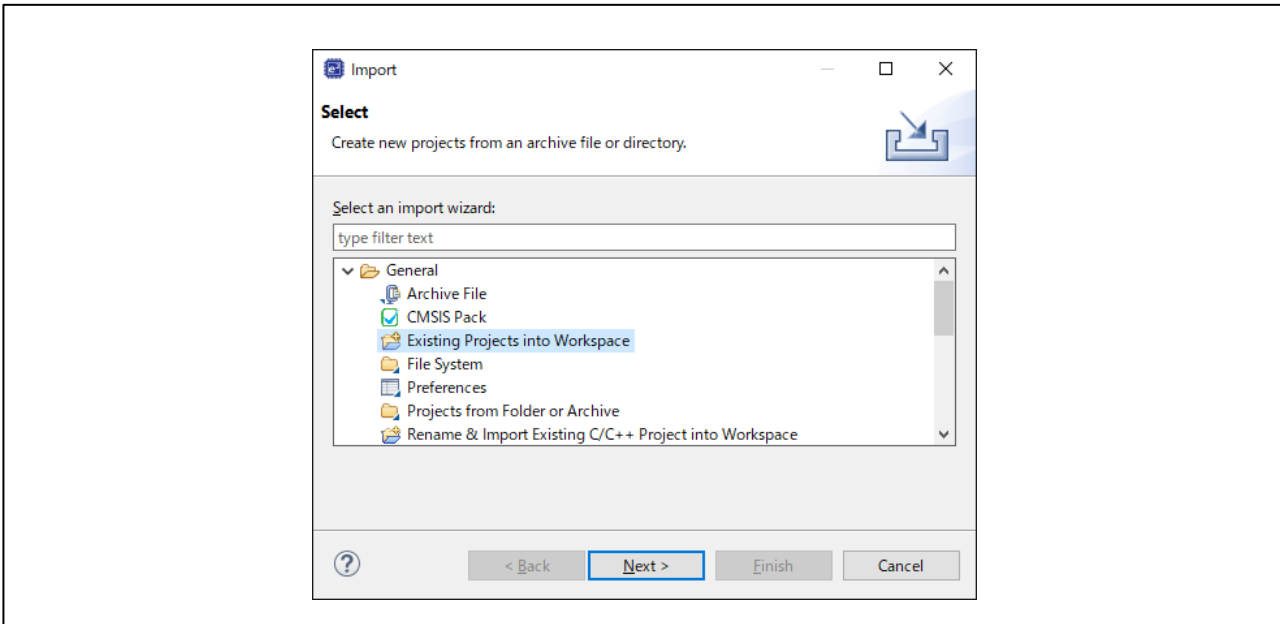 Import
Select
Create new projects from an archive file or directory.
Select an import wizard:
type filter text
General
Archive File
CMSIS Pack
Existing Projects into Workspace
File System
Preferences
Projects from Folder or Archive
Rename & Import Existing C/C++ Project into Workspace
< Back Next > Finish Cancel